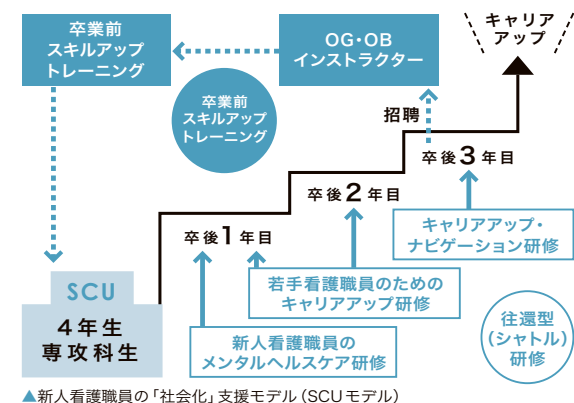 卒業前
スキルアップ
トレーニング
OG・OB
インストラクター
キャリア
アップ
卒業前
スキルアップ
トレーニング
招聘
卒後3年目
卒後2年目
キャリアアップ・
ナビゲーション研修
卒後1年目
若手看護職員のための
キャリアアップ研修
SCU
4年生
専攻科生
新人看護職員の
メンタルヘルスケア研修
往還型
(シャトル)
研修
▲新人看護職員の「社会化」支援モデル(SCUモデル)